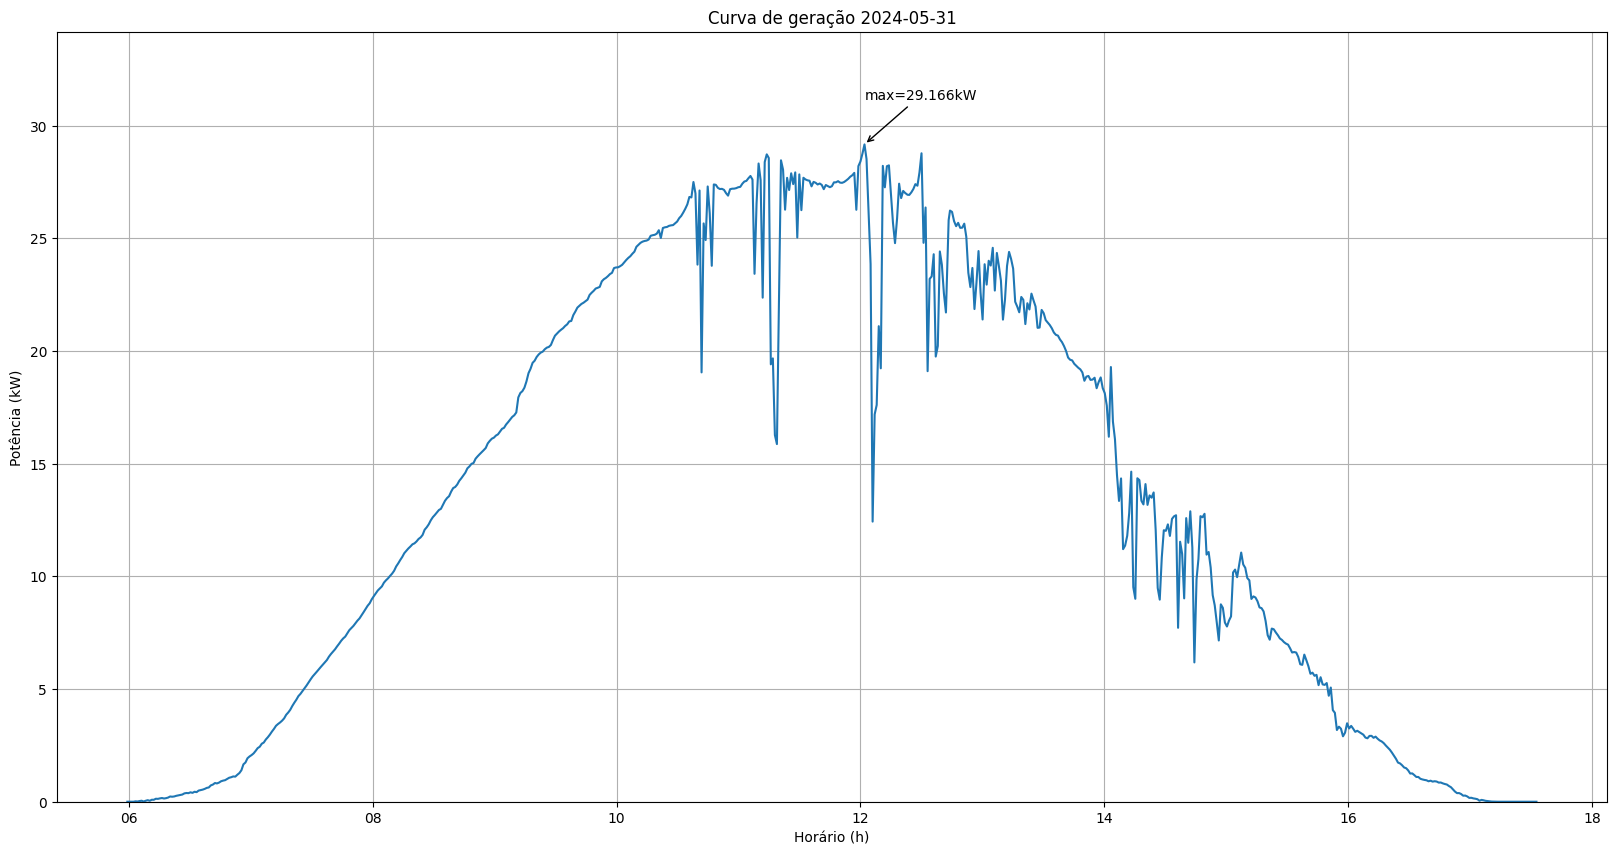 Curva de geração 2024-05-31
max=29.166kW
Potência (kW)
30
25
20
15
10
5
0
06 08 10 12 14 16 18
Horário (h)